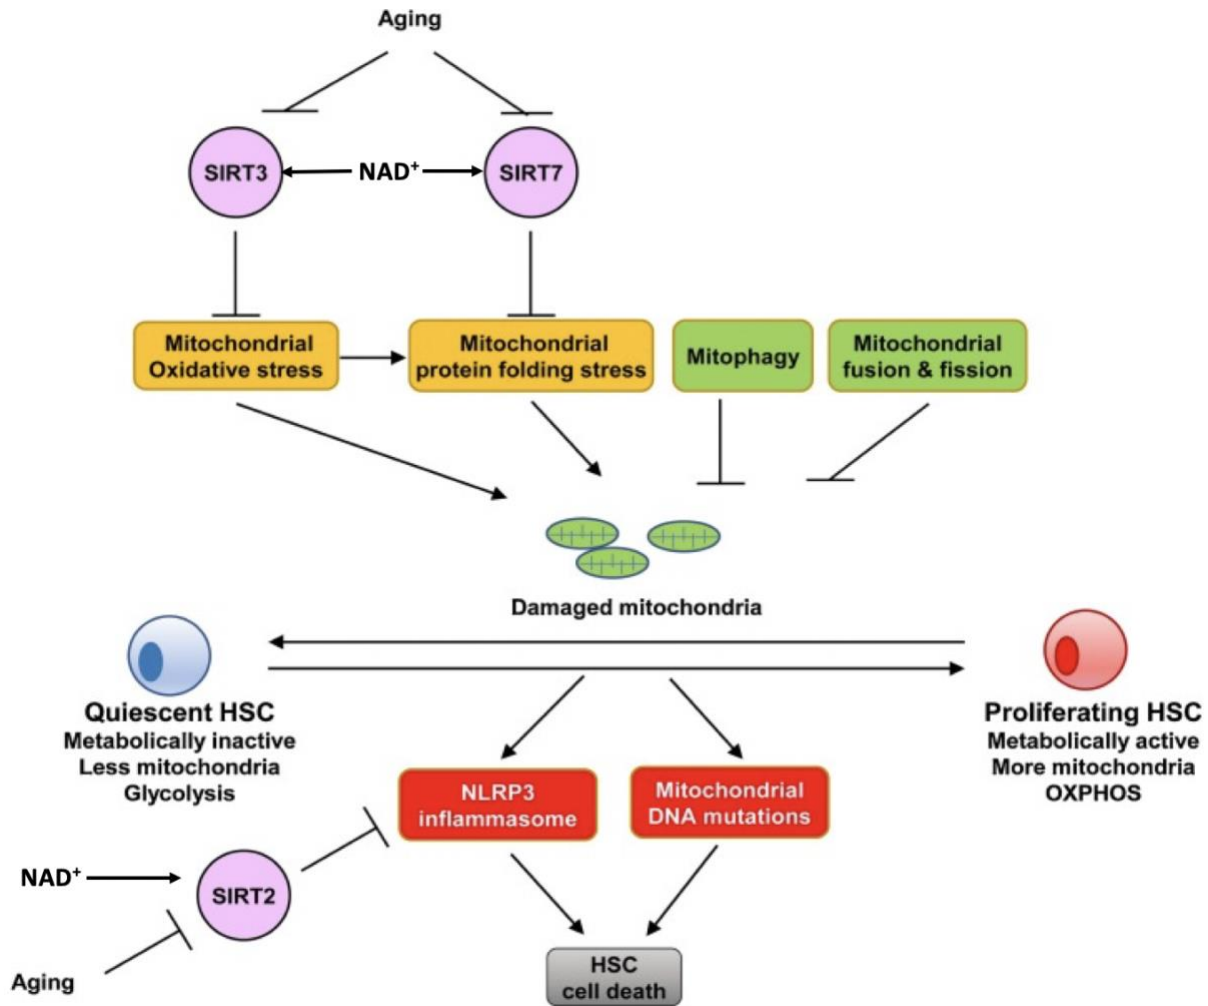 Aging
SIRT3
NAD⁺
SIRT7
Mitochondrial
Oxidative stress
Mitochondrial
protein folding stress
Mitophagy
Mitochondrial
fusion & fission
Damaged mitochondria
Quiescent HSC
Metabolically inactive
Less mitochondria
Glycolysis
Proliferating HSC
Metabolically active
More mitochondria
OXPHOS
NLRP3
inflammasome
Mitochondrial
DNA mutations
NAD⁺
SIRT2
Aging
HSC
cell death